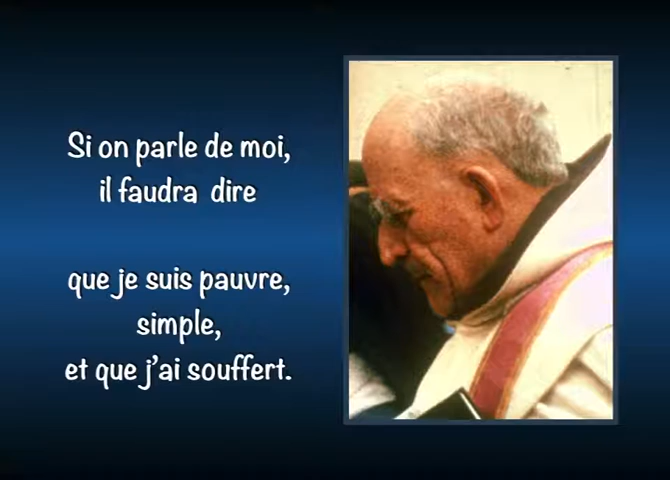 Si on parle de moi,
il faudra dire
que je suis pauvre,
simple,
et que j'ai souffert.